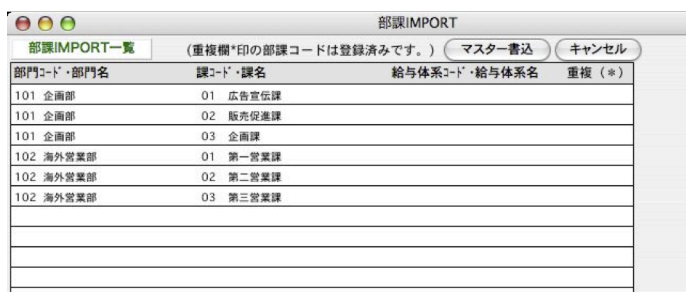 部課IMPORT
部課IMPORT一覧 (重複欄*印の部課コードは登録済みです。) マスター書込 キャンセル
部門ｺｰﾄﾞ・部門名 課ｺｰﾄﾞ・課名 給与体系ｺｰﾄﾞ・給与体系名 重複（*）
101 企画部 01 広告宣伝課
101 企画部 02 販売促進課
101 企画部 03 企画課
102 海外営業部 01 第一営業課
102 海外営業部 02 第二営業課
102 海外営業部 03 第三営業課